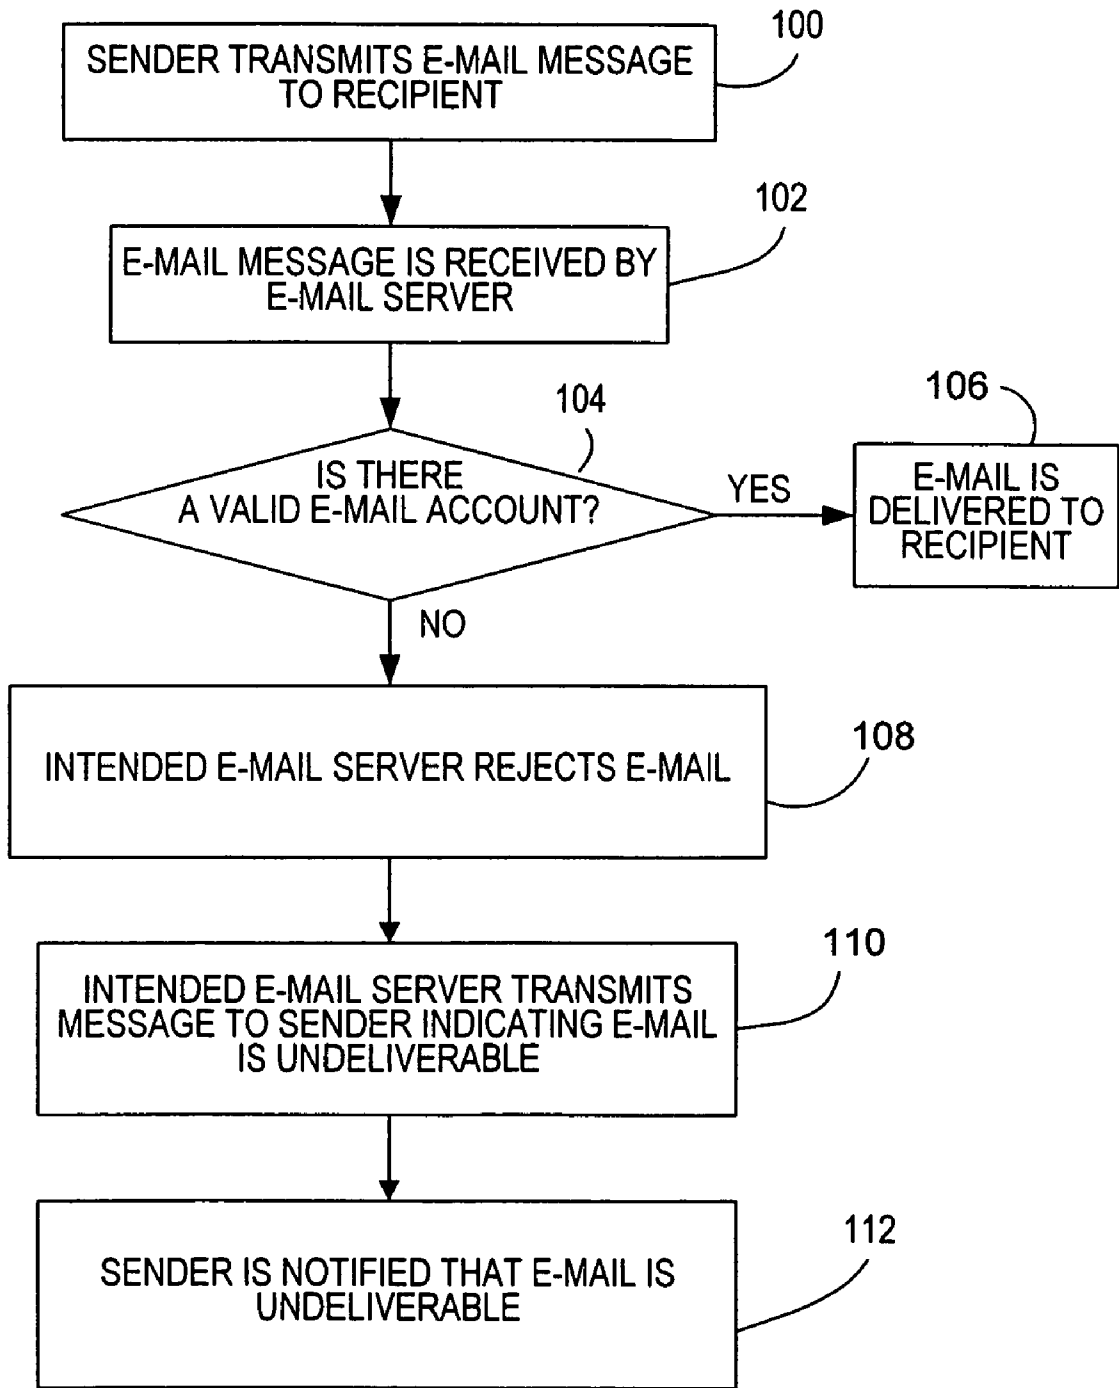 100
SENDER TRANSMITS E-MAIL MESSAGE
TO RECIPIENT
102
E-MAIL MESSAGE IS RECEIVED BY
E-MAIL SERVER
104
IS THERE
A VALID E-MAIL ACCOUNT?
YES
106
E-MAIL IS
DELIVERED TO
RECIPIENT
NO
108
INTENDED E-MAIL SERVER REJECTS E-MAIL
110
INTENDED E-MAIL SERVER TRANSMITS
MESSAGE TO SENDER INDICATING E-MAIL
IS UNDELIVERABLE
112
SENDER IS NOTIFIED THAT E-MAIL IS
UNDELIVERABLE